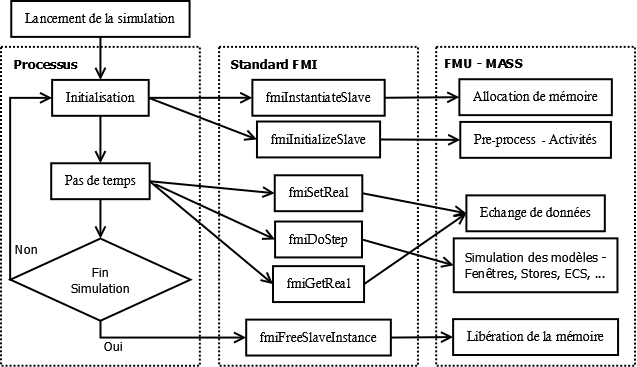 Lancement de la simulation
Processus
Standard FMI
FMU - MASS
Initialisation
fmiInstantiateSlave
Allocation de mémoire
fmiInitializeSlave
Pre-process - Activités
Pas de temps
fmiSetReal
Echange de données
fmiDoStep
Simulation des modèles -
Fenêtres, Stores, ECS, ...
Non
Fin
Simulation
fmiGetReal
Oui
fmiFreeSlaveInstance
Libération de la mémoire